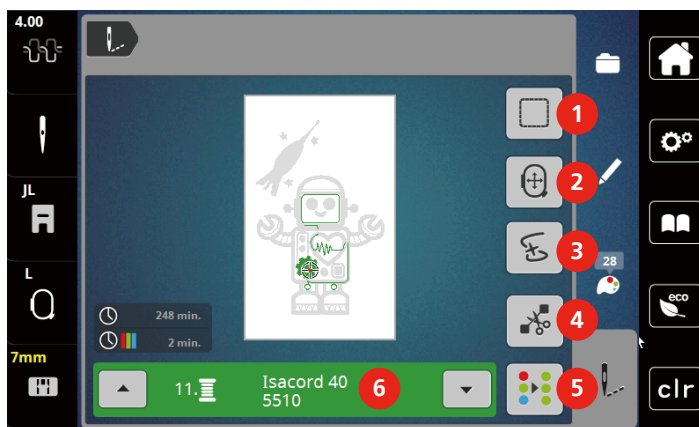 4.00
JL
L
7mm
1
2
3
28
4
248 min.
2 min.
11.
Isacord 40
5510
6
5
eco
clr